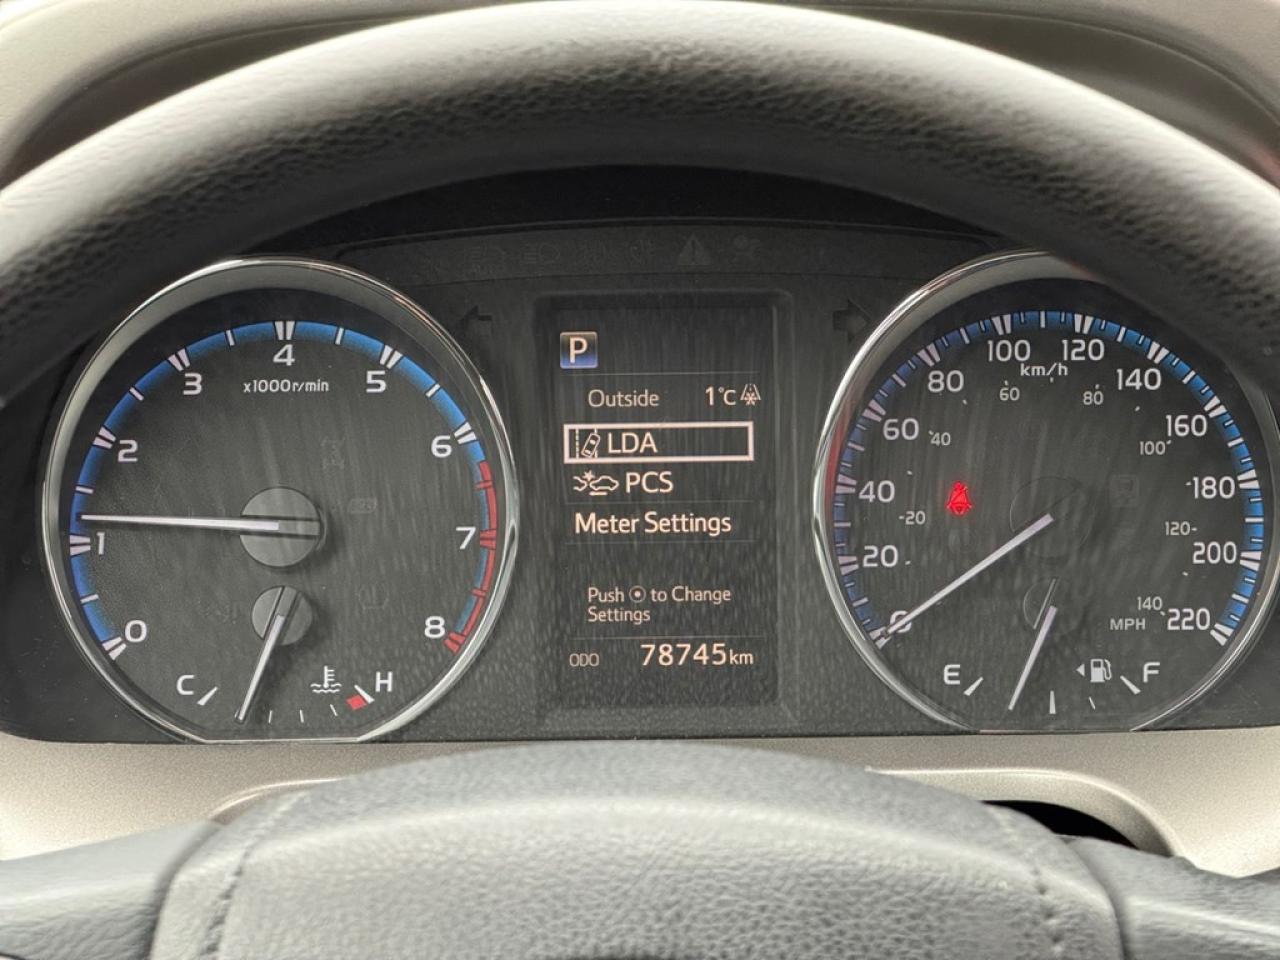 0
1
2
3
4
5
6
7
8
x1000r/min
C
H
P
Outside 1°C
LDA
PCS
Meter Settings
Push to Change
Settings
ODO 78745km
0
20
40
60
80
100
120
140
160
180
200
220
km/h
20
40
60
80
100
120
140
MPH
E
F